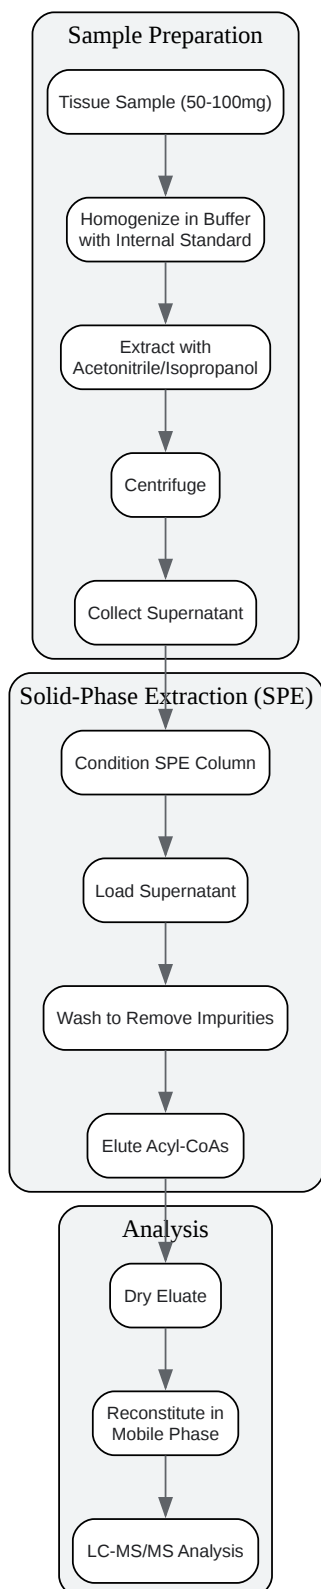 Sample Preparation
Tissue Sample (50-100mg)
Homogenize in Buffer
with Internal Standard
Extract with
Acetonitrile/Isopropanol
Centrifuge
Collect Supernatant
Solid-Phase Extraction (SPE)
Condition SPE Column
Load Supernatant
Wash to Remove Impurities
Elute Acyl-CoAs
Analysis
Dry Eluate
Reconstitute in
Mobile Phase
LC-MS/MS Analysis